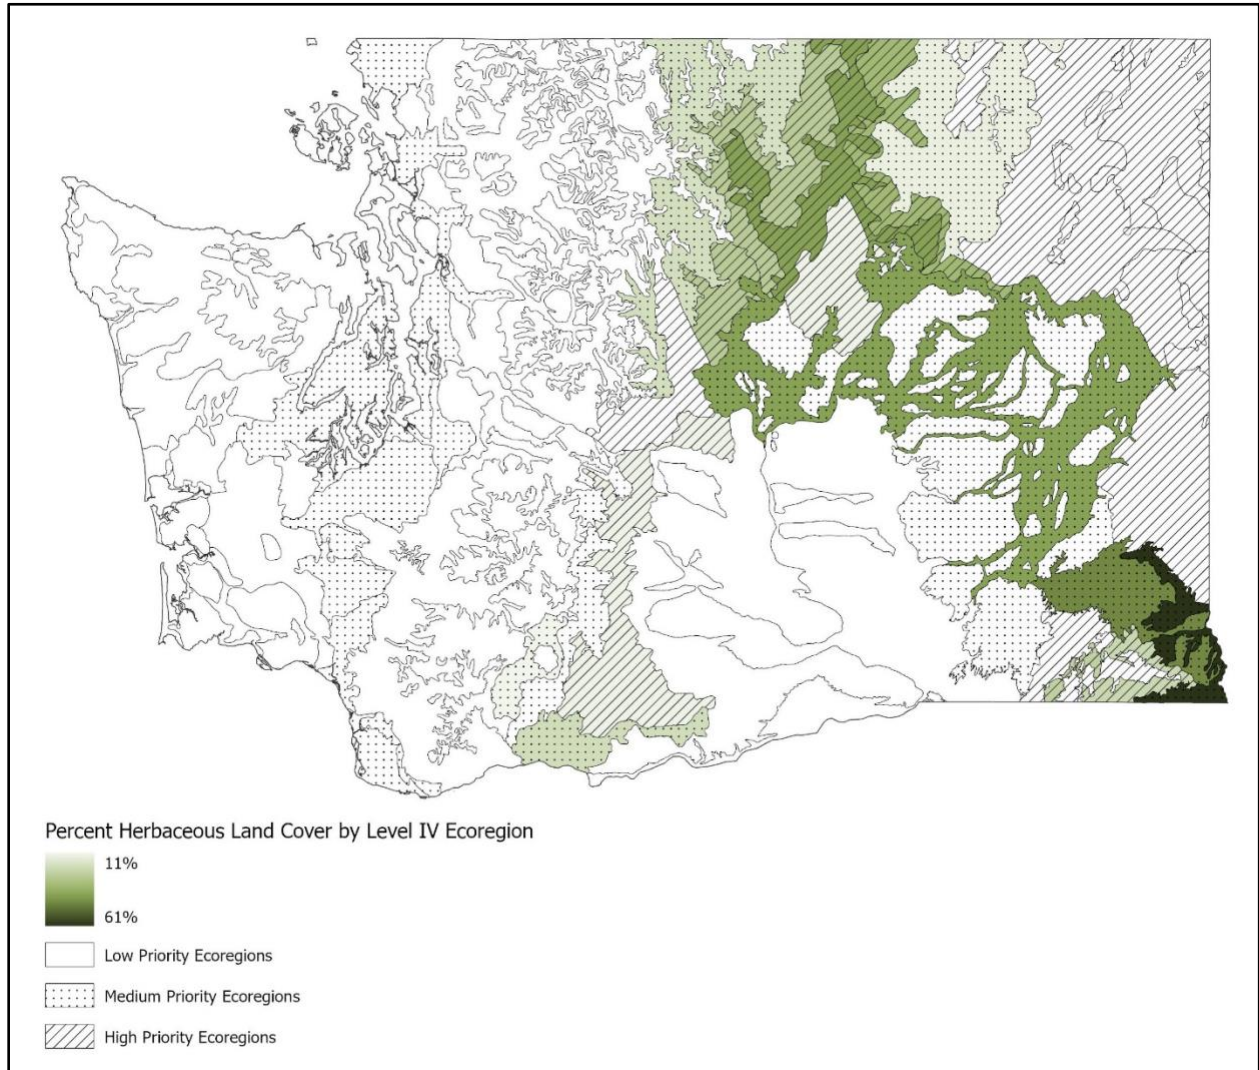 Percent Herbaceous Land Cover by Level IV Ecoregion
11%
61%
Low Priority Ecoregions
Medium Priority Ecoregions
High Priority Ecoregions